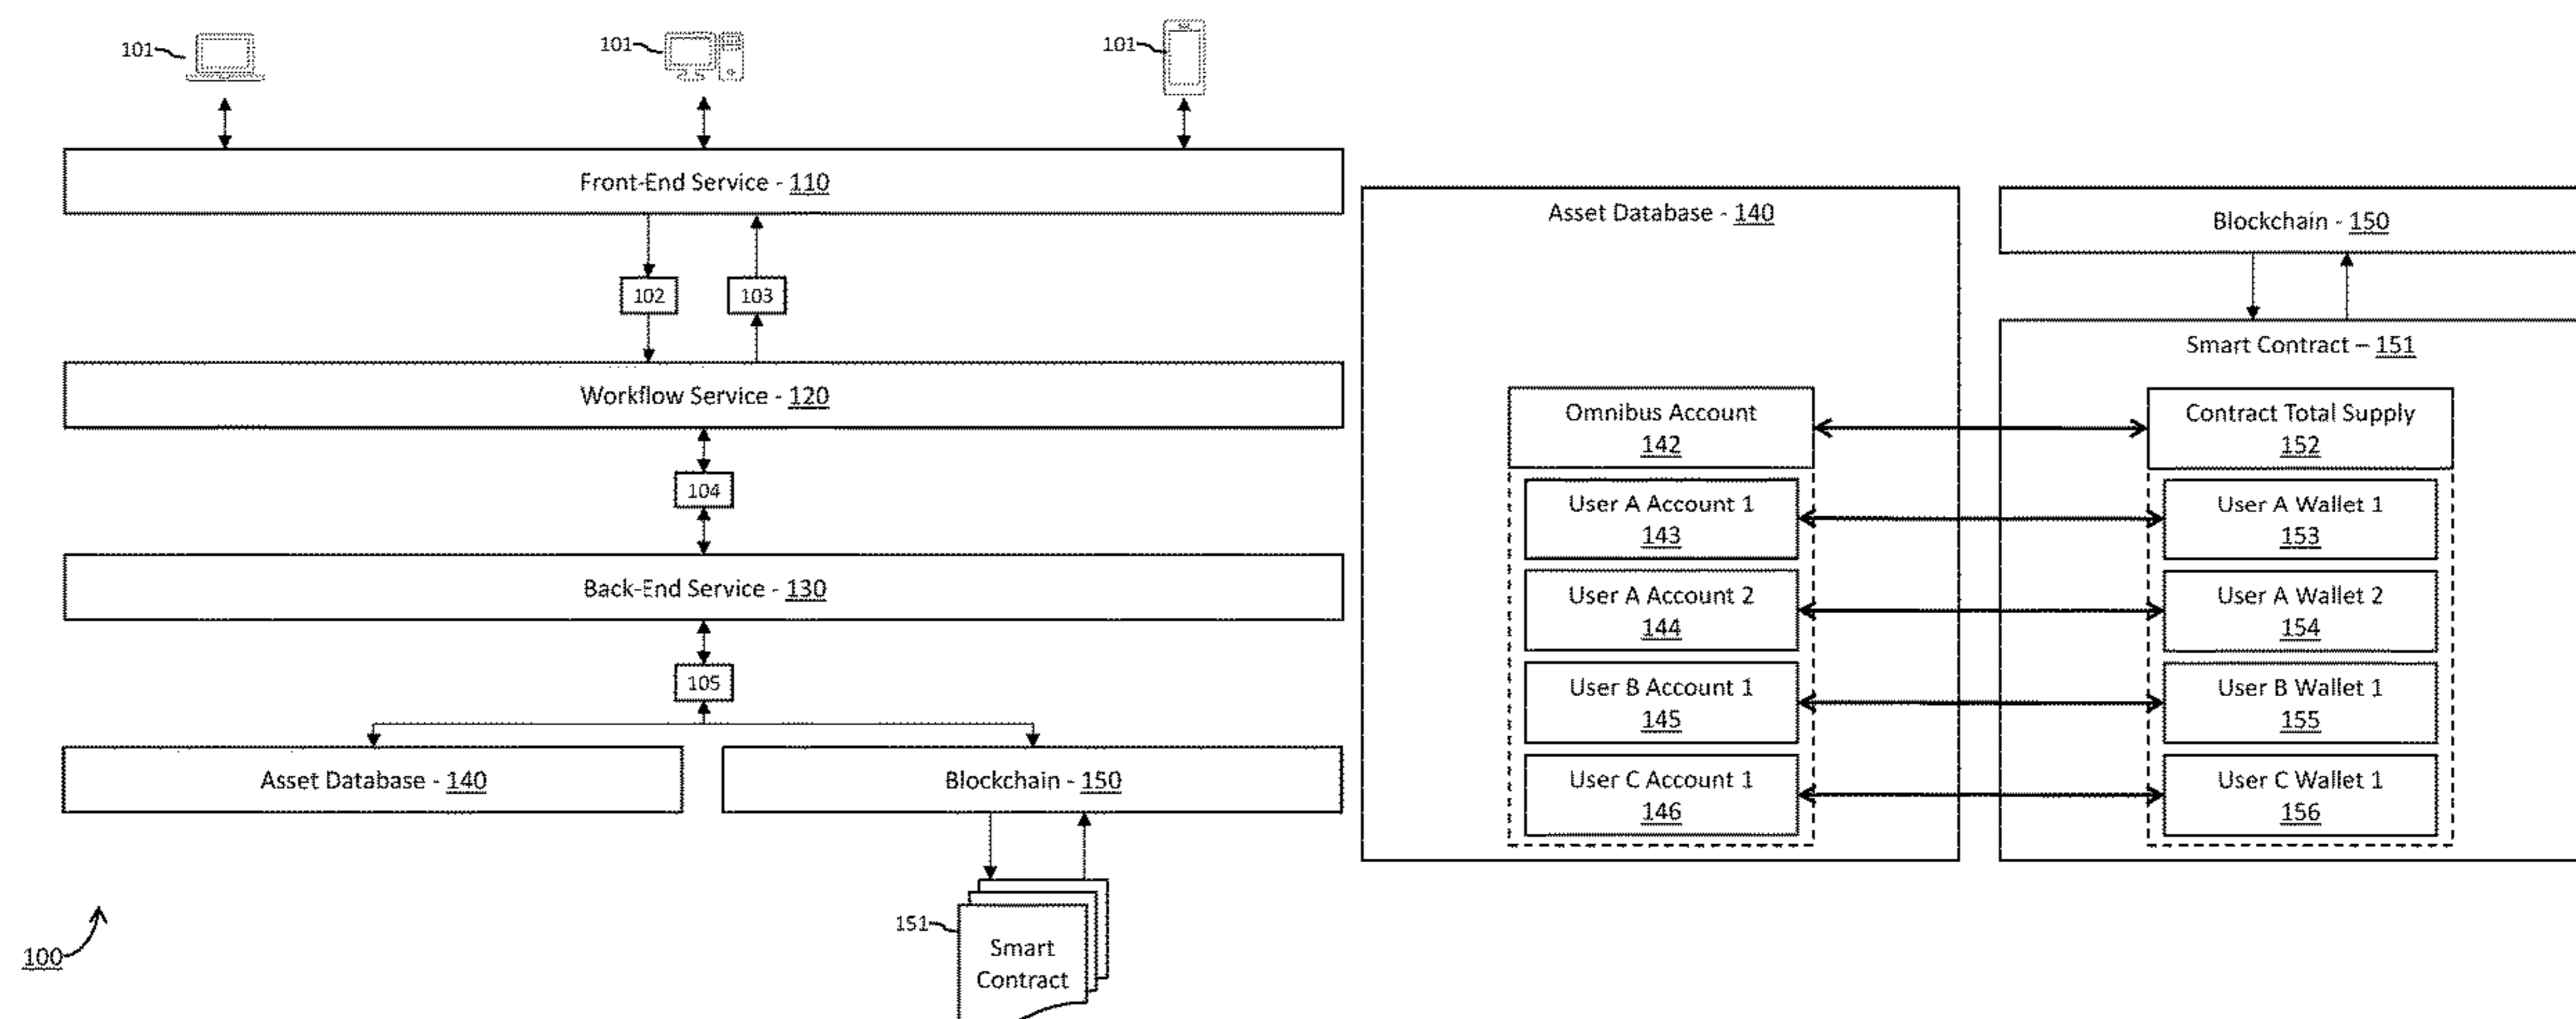 101
101
101
Front-End Service - 110
102
103
Workflow Service - 120
104
Back-End Service - 130
105
Asset Database - 140
Blockchain - 150
151
Smart
Contract
100
Asset Database - 140
Omnibus Account
142
User A Account 1
143
User A Account 2
144
User B Account 1
145
User C Account 1
146
Blockchain - 150
Smart Contract – 151
Contract Total Supply
152
User A Wallet 1
153
User A Wallet 2
154
User B Wallet 1
155
User C Wallet 1
156